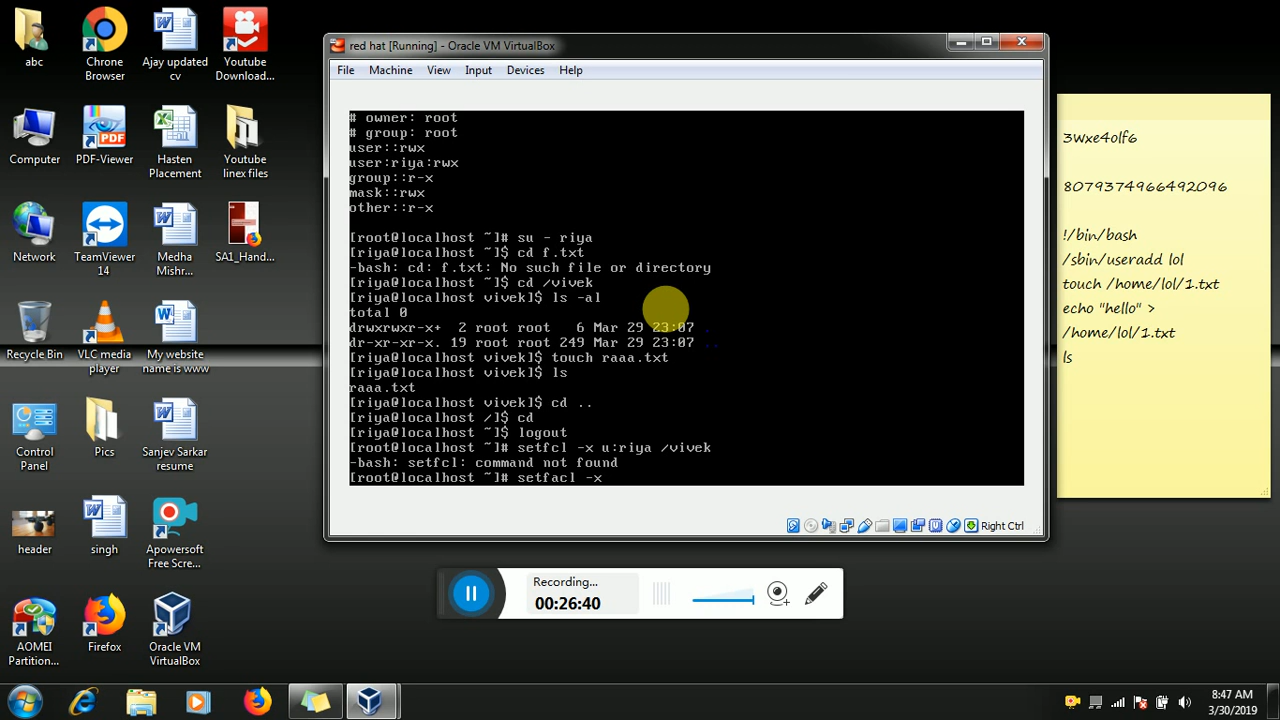 abc
Chrome Browser
Ajay updated cv
Youtube Download...
Computer
PDF-Viewer
Hasten Placement
Youtube linex files
Network
TeamViewer 14
Medha Mishr...
SA1_Hand...
Recycle Bin
VLC media player
My website name is www
Control Panel
Pics
Sanjev Sarkar resume
header
singh
Apowersoft Free Scre...
AOMEI Partition...
Firefox
Oracle VM VirtualBox
red hat [Running] - Oracle VM VirtualBox
File Machine View Input Devices Help
# owner: root
# group: root
user::rwx
user:riya:rwx
group::r-x
mask::rwx
other::r-x
[root@localhost ~]# su - riya
[riya@localhost ~]$ cd f.txt
-bash: cd: f.txt: No such file or directory
[riya@localhost ~]$ cd /vivek
[riya@localhost vivek]$ ls -al
total 0
drwxrwxr-x+  2 root root   6 Mar 29 23:07 .
dr-xr-xr-x. 19 root root 249 Mar 29 23:07 ..
[riya@localhost vivek]$ touch raaa.txt
[riya@localhost vivek]$ ls
raaa.txt
[riya@localhost vivek]$ cd ..
[riya@localhost /]$ cd
[riya@localhost ~]$ logout
[root@localhost ~]# setfcl -x u:riya /vivek
-bash: setfcl: command not found
[root@localhost ~]# setfacl -x
Right Ctrl
Recording...
00:26:40
3Wxe4olf6
8079374966492096
!/bin/bash
/sbin/useradd lol
touch /home/lol/1.txt
echo "hello" >
/home/lol/1.txt
ls
8:47 AM
3/30/2019